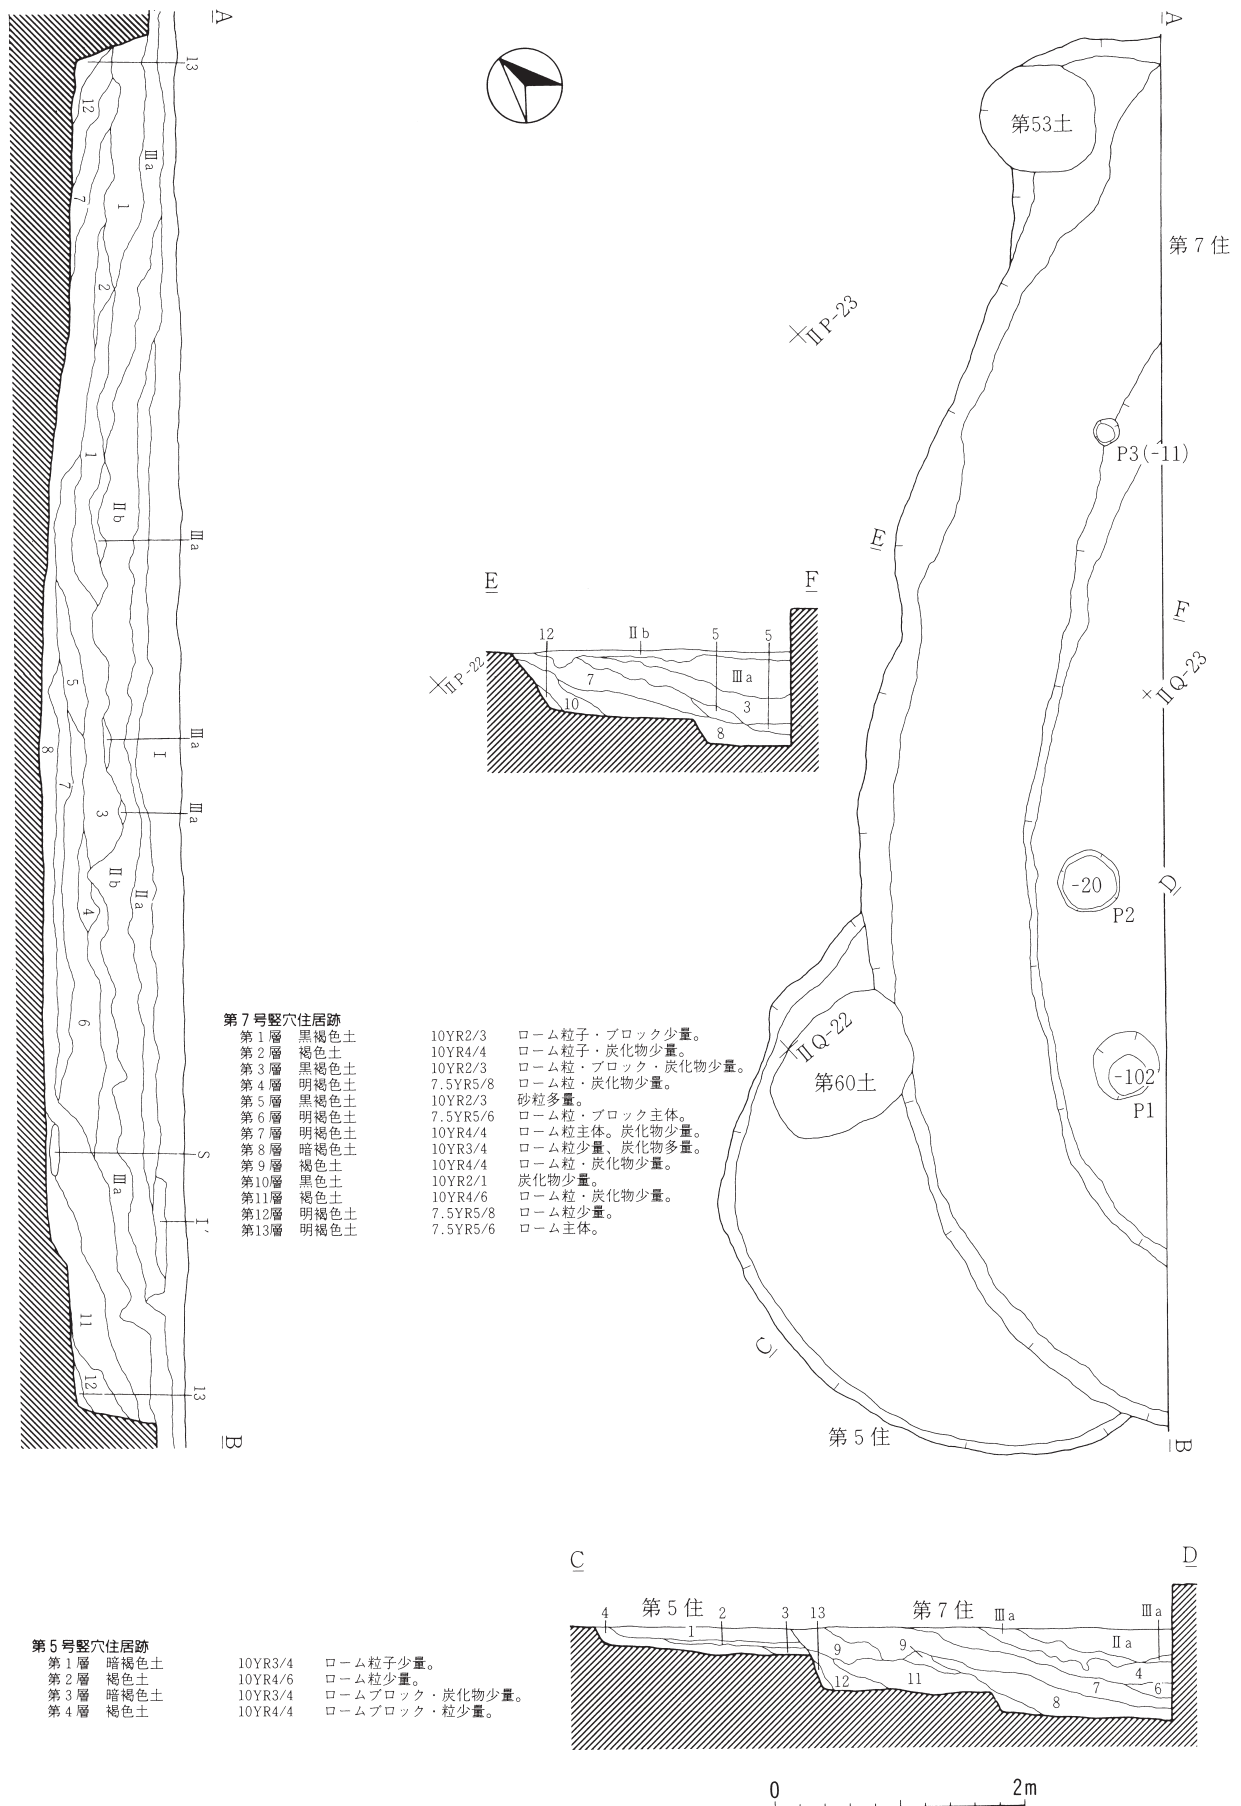 A
13
12
Ⅲa
7
1
2
1
Ⅱb
Ⅲa
5
8
7
Ⅲa
Ⅰ
Ⅲa
3
Ⅱb
Ⅱa
4
6
S
Ⅲa
Ⅰ'
11
12
13
B
A
第53土
第7住
ⅡP-23
P3(-11)
E
F
ⅡQ-23
ⅡP-22
-20
P2
D
ⅡQ-22
第60土
-102
P1
C
第5住
B
E
F
12
Ⅱb
5
5
7
Ⅲa
10
3
8
第7号竪穴住居跡
第1層 黒褐色土 10YR2/3 ローム粒子・ブロック少量。
第2層 褐色土 10YR4/4 ローム粒子・炭化物少量。
第3層 黒褐色土 10YR2/3 ローム粒・ブロック・炭化物少量。
第4層 明褐色土 7.5YR5/8 ローム粒・炭化物少量。
第5層 黒褐色土 10YR2/3 砂粒多量。
第6層 明褐色土 7.5YR5/6 ローム粒・ブロック主体。
第7層 明褐色土 10YR4/4 ローム粒主体。炭化物少量。
第8層 暗褐色土 10YR3/4 ローム粒少量、炭化物多量。
第9層 褐色土 10YR4/4 ローム粒・炭化物少量。
第10層 黒色土 10YR2/1 炭化物少量。
第11層 褐色土 10YR4/6 ローム粒・炭化物少量。
第12層 明褐色土 7.5YR5/8 ローム粒少量。
第13層 明褐色土 7.5YR5/6 ローム主体。
第5号竪穴住居跡
第1層 暗褐色土 10YR3/4 ローム粒子少量。
第2層 褐色土 10YR4/6 ローム粒少量。
第3層 暗褐色土 10YR3/4 ロームブロック・炭化物少量。
第4層 褐色土 10YR4/4 ロームブロック・粒少量。
C
D
第5住
第7住
4
1
2
3
13
Ⅲa
Ⅲa
9
9
Ⅱa
12
11
4
7
6
8
0 2m